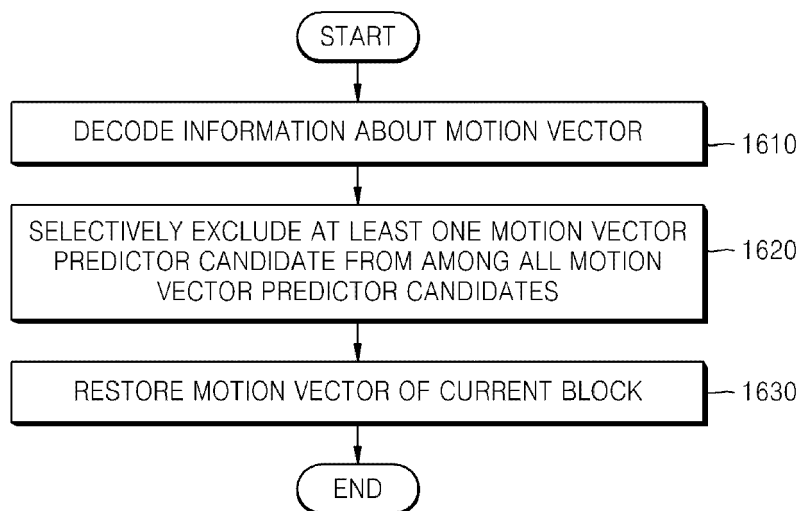 START
DECODE INFORMATION ABOUT MOTION VECTOR
1610
SELECTIVELY EXCLUDE AT LEAST ONE MOTION VECTOR
PREDICTOR CANDIDATE FROM AMONG ALL MOTION
VECTOR PREDICTOR CANDIDATES
1620
RESTORE MOTION VECTOR OF CURRENT BLOCK
1630
END